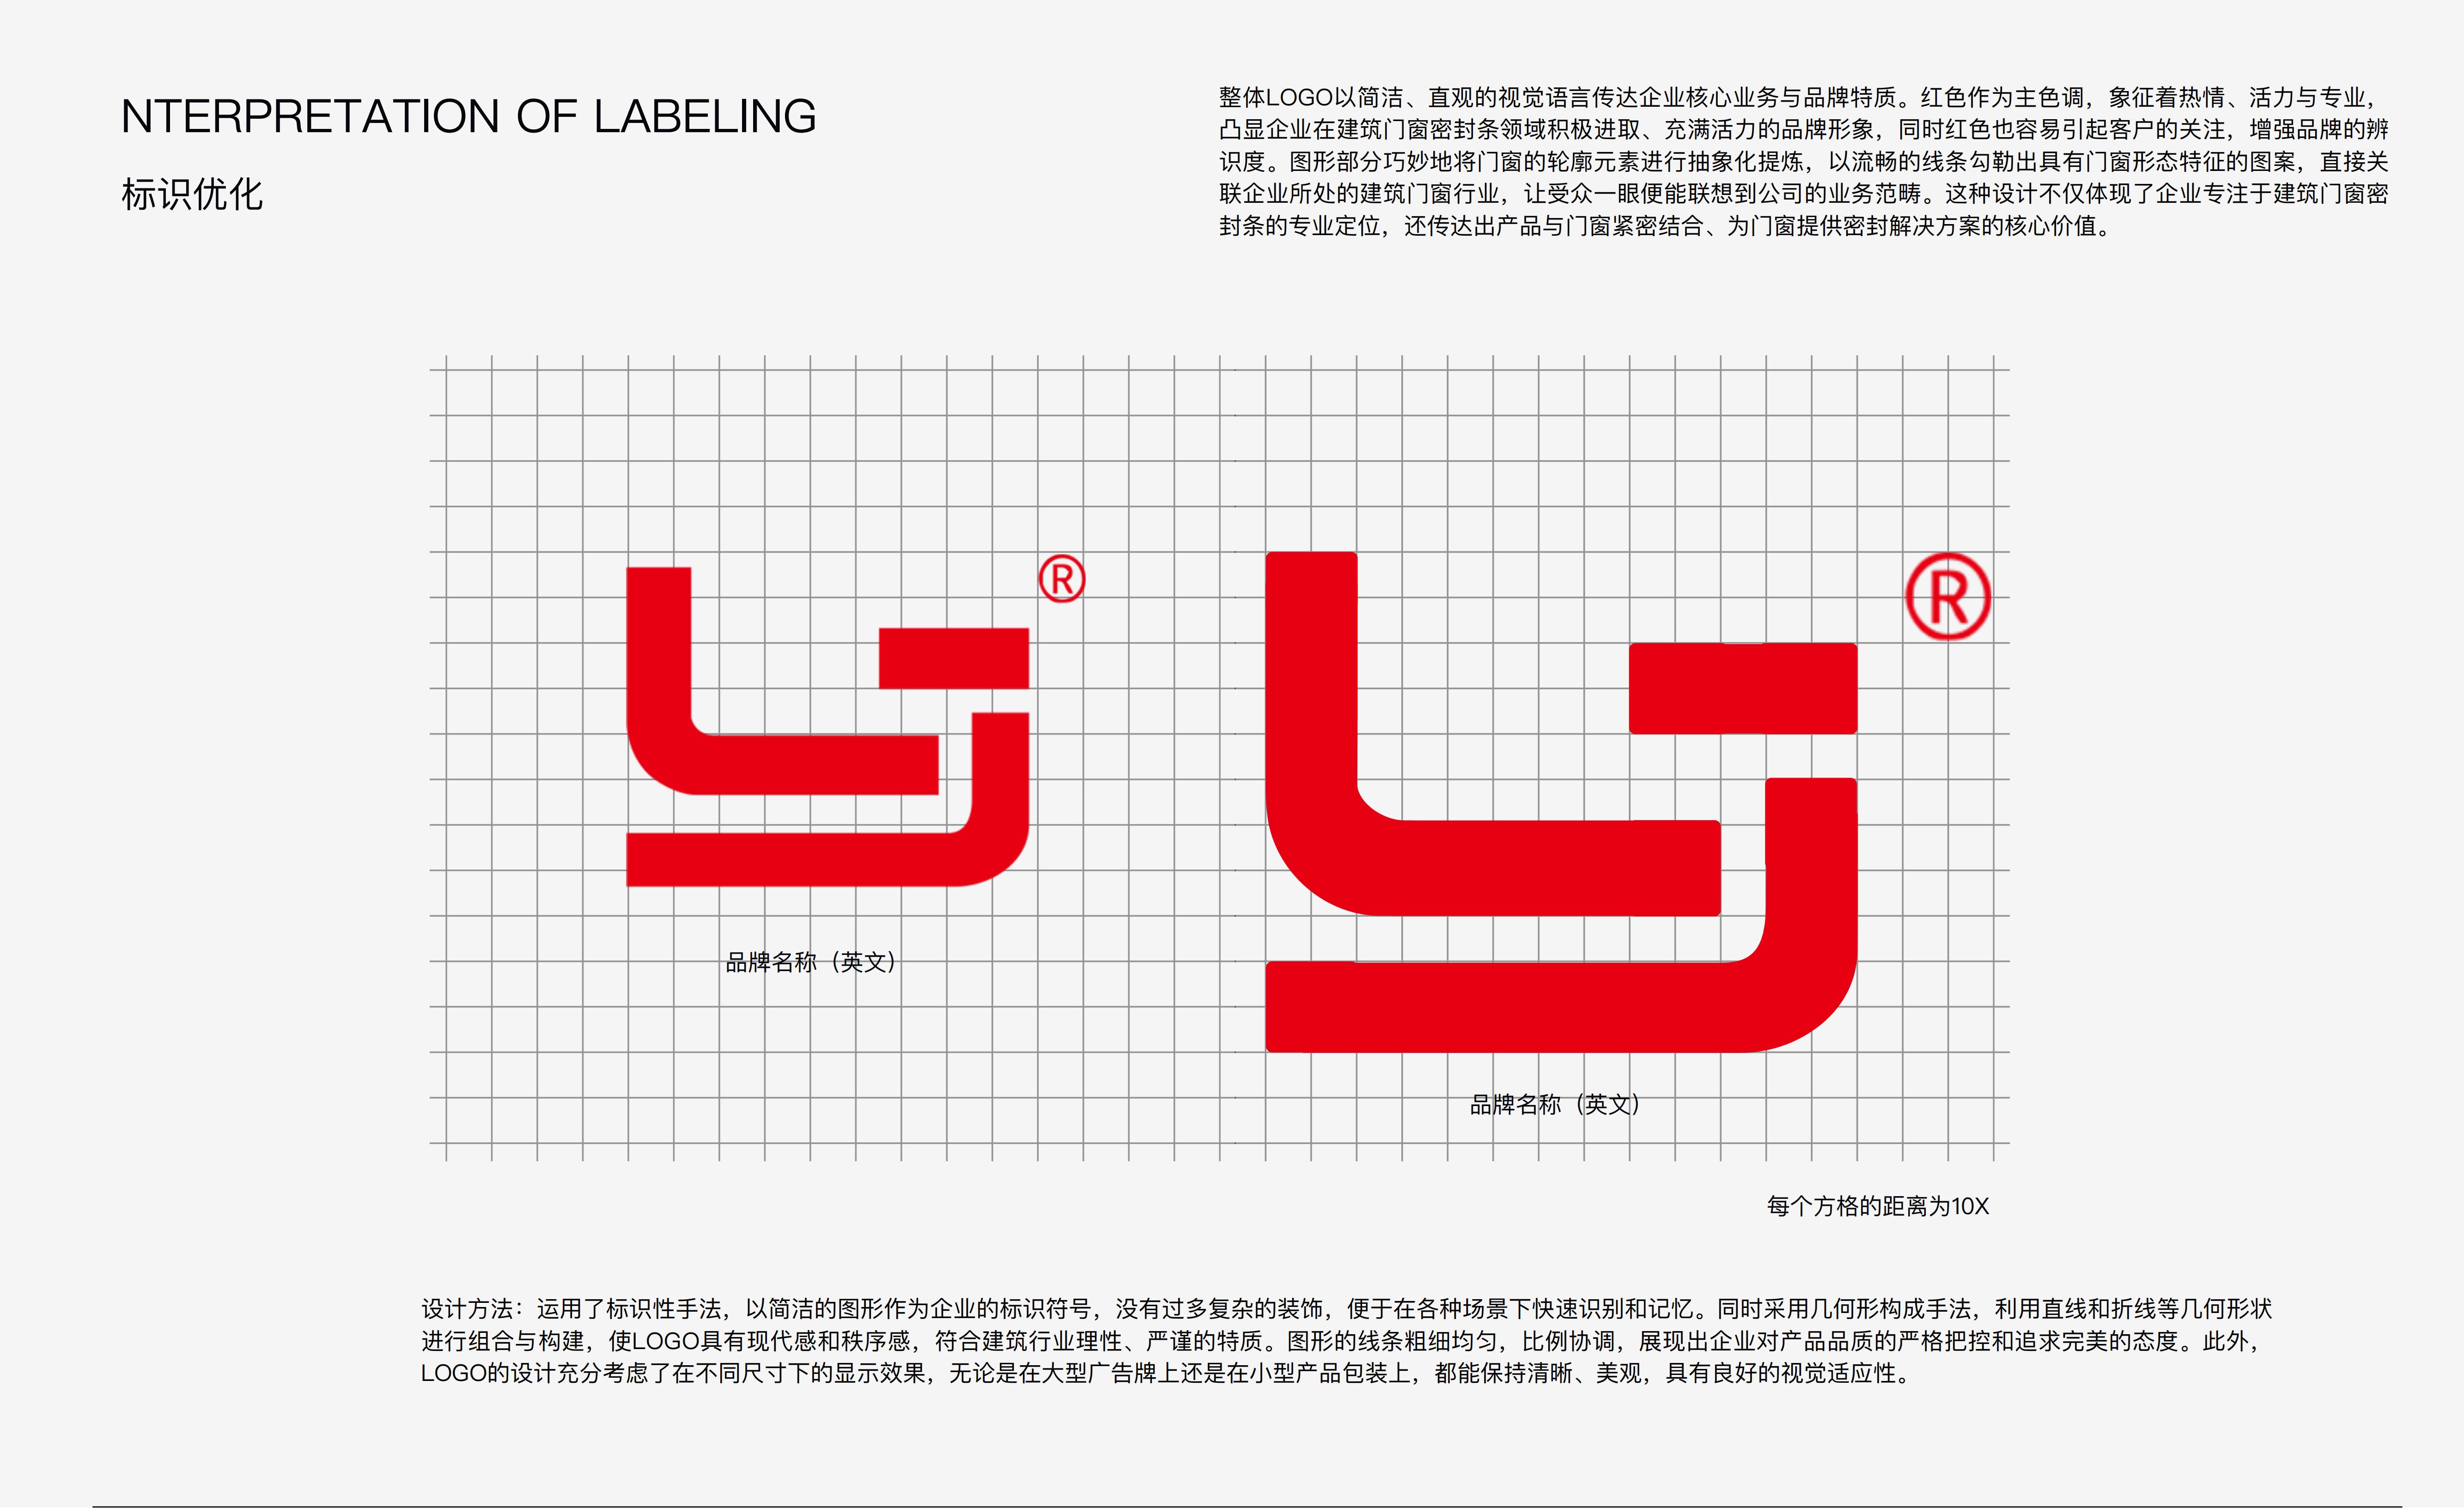 NTERPRETATION OF LABELING
标识优化
整体LOGO以简洁、直观的视觉语言传达企业核心业务与品牌特质。红色作为主色调，象征着热情、活力与专业，
凸显企业在建筑门窗密封条领域积极进取、充满活力的品牌形象，同时红色也容易引起客户的关注，增强品牌的辨
识度。图形部分巧妙地将门窗的轮廓元素进行抽象化提炼，以流畅的线条勾勒出具有门窗形态特征的图案，直接关
联企业所处的建筑门窗行业，让受众一眼便能联想到公司的业务范畴。这种设计不仅体现了企业专注于建筑门窗密
封条的专业定位，还传达出产品与门窗紧密结合、为门窗提供密封解决方案的核心价值。
®
®
品牌名称（英文）
品牌名称（英文）
每个方格的距离为10X
设计方法：运用了标识性手法，以简洁的图形作为企业的标识符号，没有过多复杂的装饰，便于在各种场景下快速识别和记忆。同时采用几何形构成手法，利用直线和折线等几何形状
进行组合与构建，使LOGO具有现代感和秩序感，符合建筑行业理性、严谨的特质。图形的线条粗细均匀，比例协调，展现出企业对产品品质的严格把控和追求完美的态度。此外，
LOGO的设计充分考虑了在不同尺寸下的显示效果，无论是在大型广告牌上还是在小型产品包装上，都能保持清晰、美观，具有良好的视觉适应性。